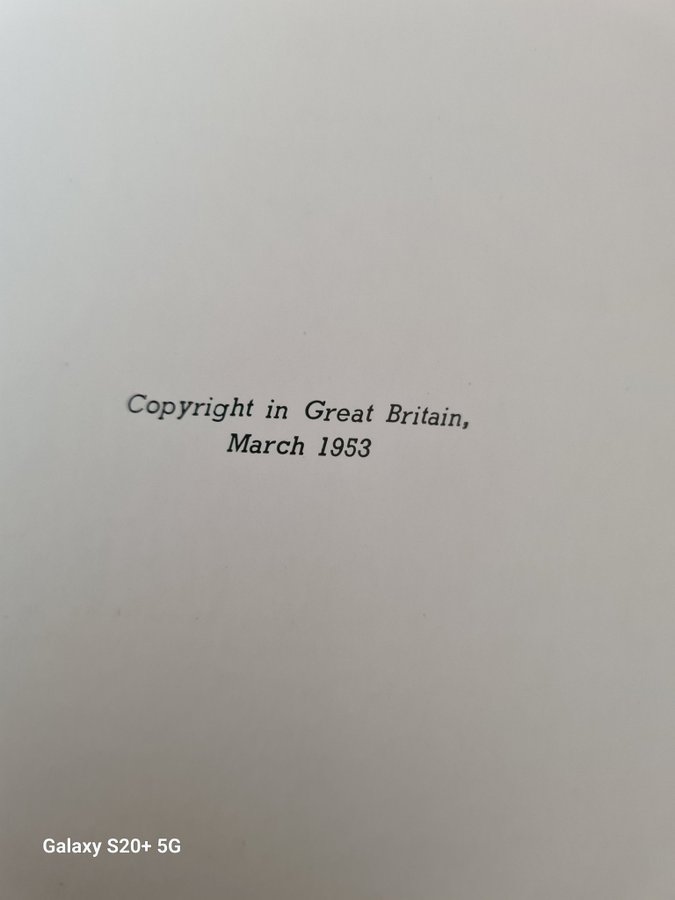 Copyright in Great Britain,
March 1953
Galaxy S20+ 5G